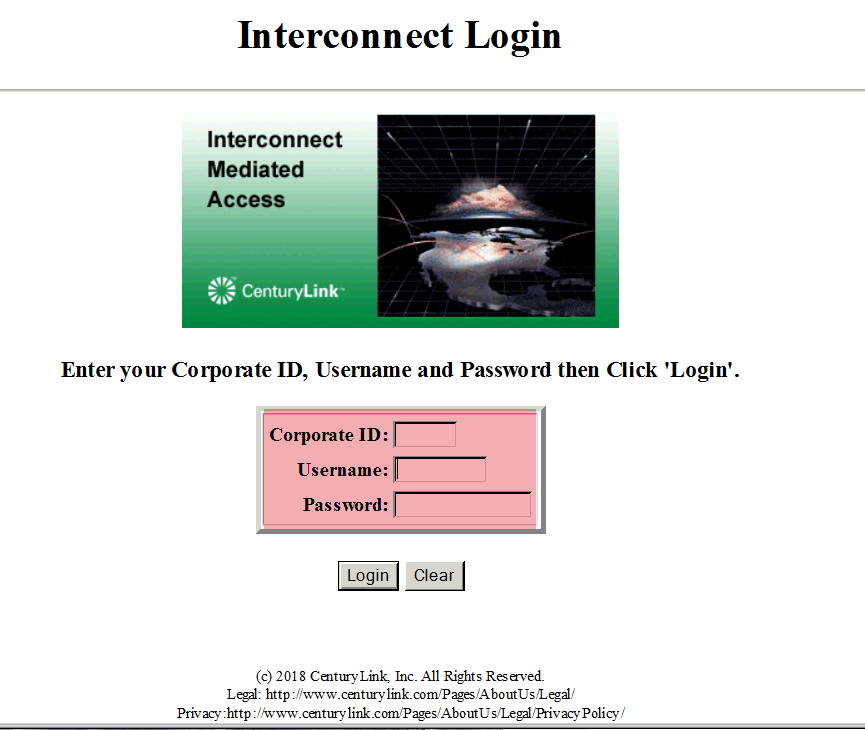 Interconnect Login
Interconnect
Mediated
Access
CenturyLink™
Enter your Corporate ID, Username and Password then Click 'Login'.
Corporate ID:
Username:
Password:
Login Clear
(c) 2018 CenturyLink, Inc. All Rights Reserved.
Legal: http://www.centurylink.com/Pages/AboutUs/Legal/
Privacy:http://www.centurylink.com/Pages/AboutUs/Legal/PrivacyPolicy/